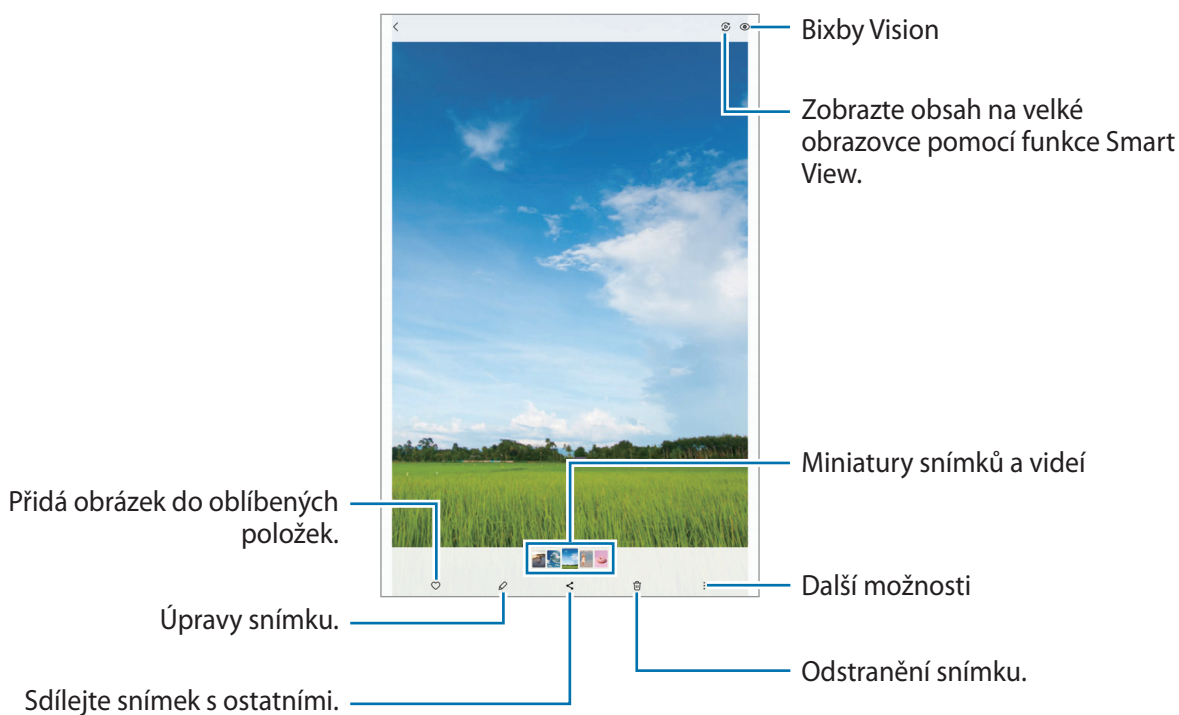 Bixby Vision
Zobrazte obsah na velké
obrazovce pomocí funkce Smart
View.
Miniatury snímků a videí
Přidá obrázek do oblíbených
položek.
Další možnosti
Úpravy snímku.
Odstranění snímku.
Sdílejte snímek s ostatními.